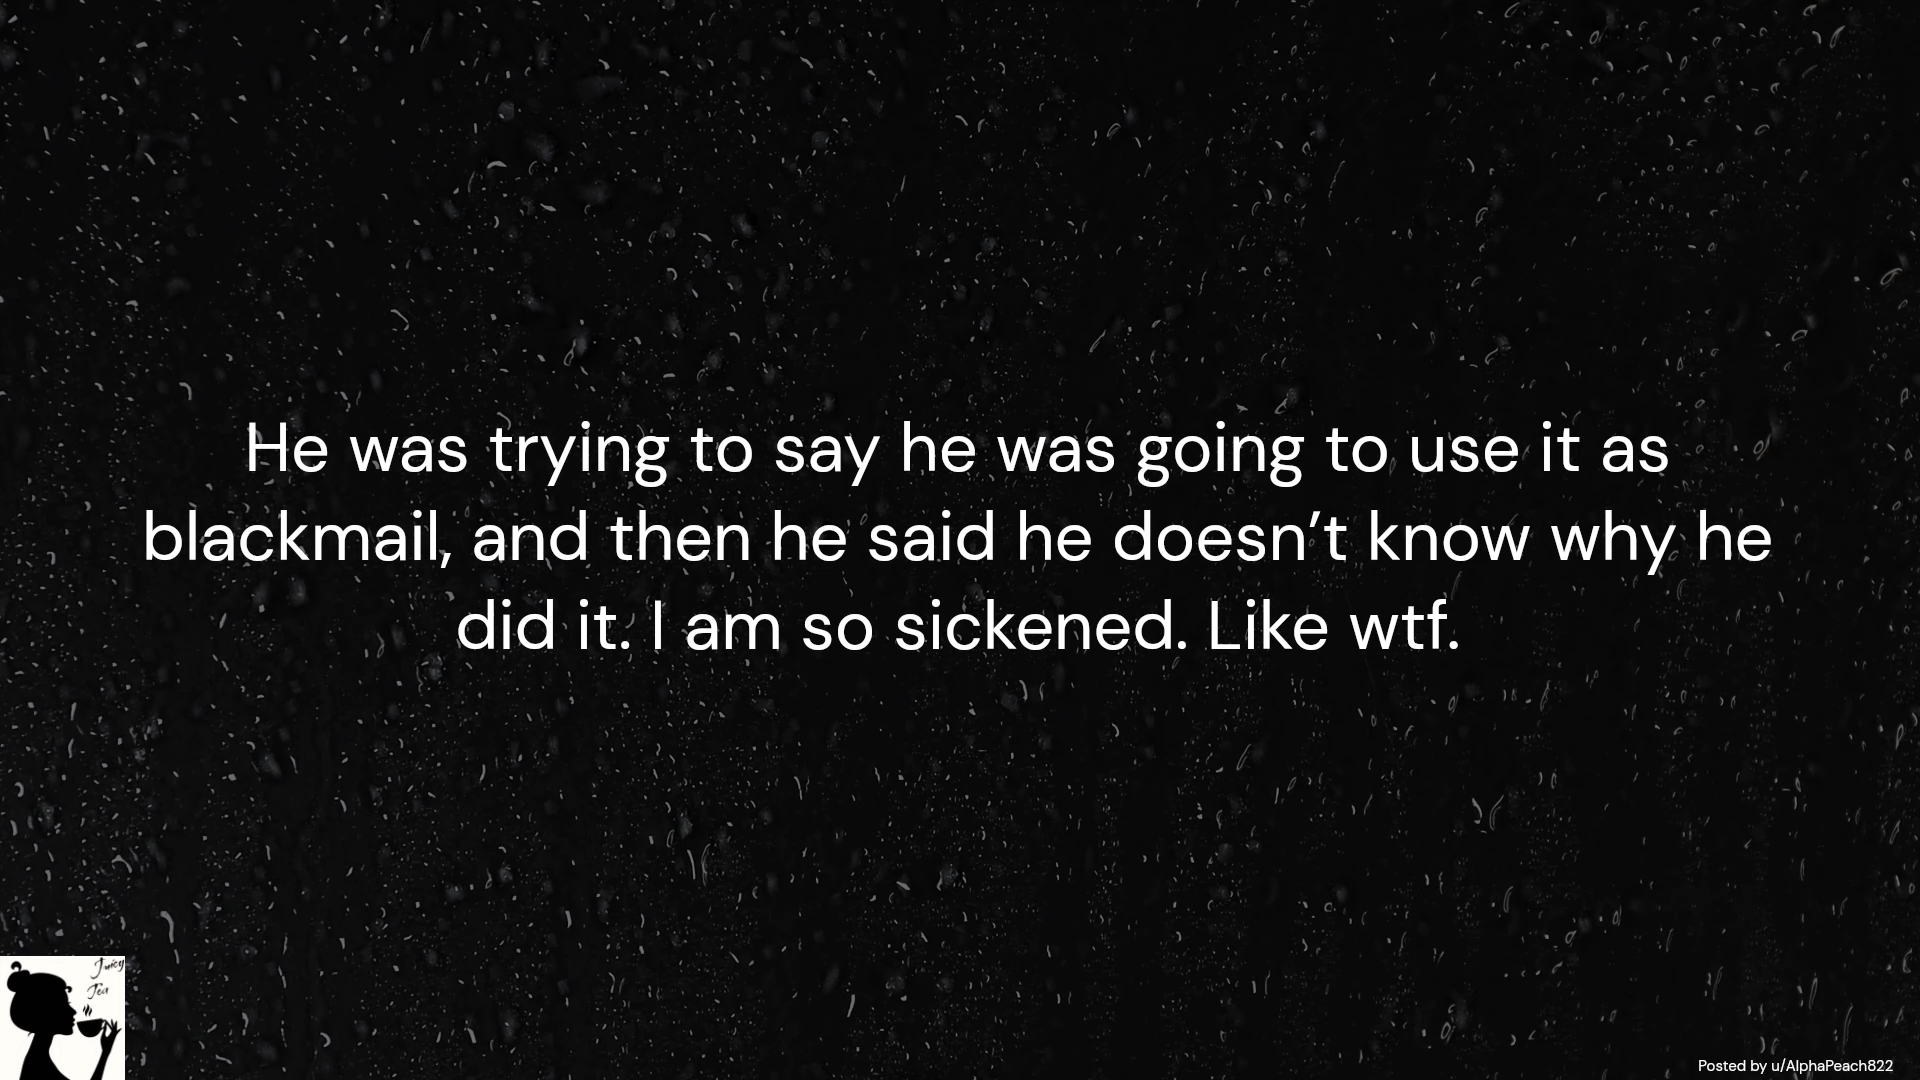 He was trying to say he was going to use it as
blackmail, and then he said he doesn’t know why he
did it. I am so sickened. Like wtf.
Juicy
Tea
Posted by u/AlphaPeach822